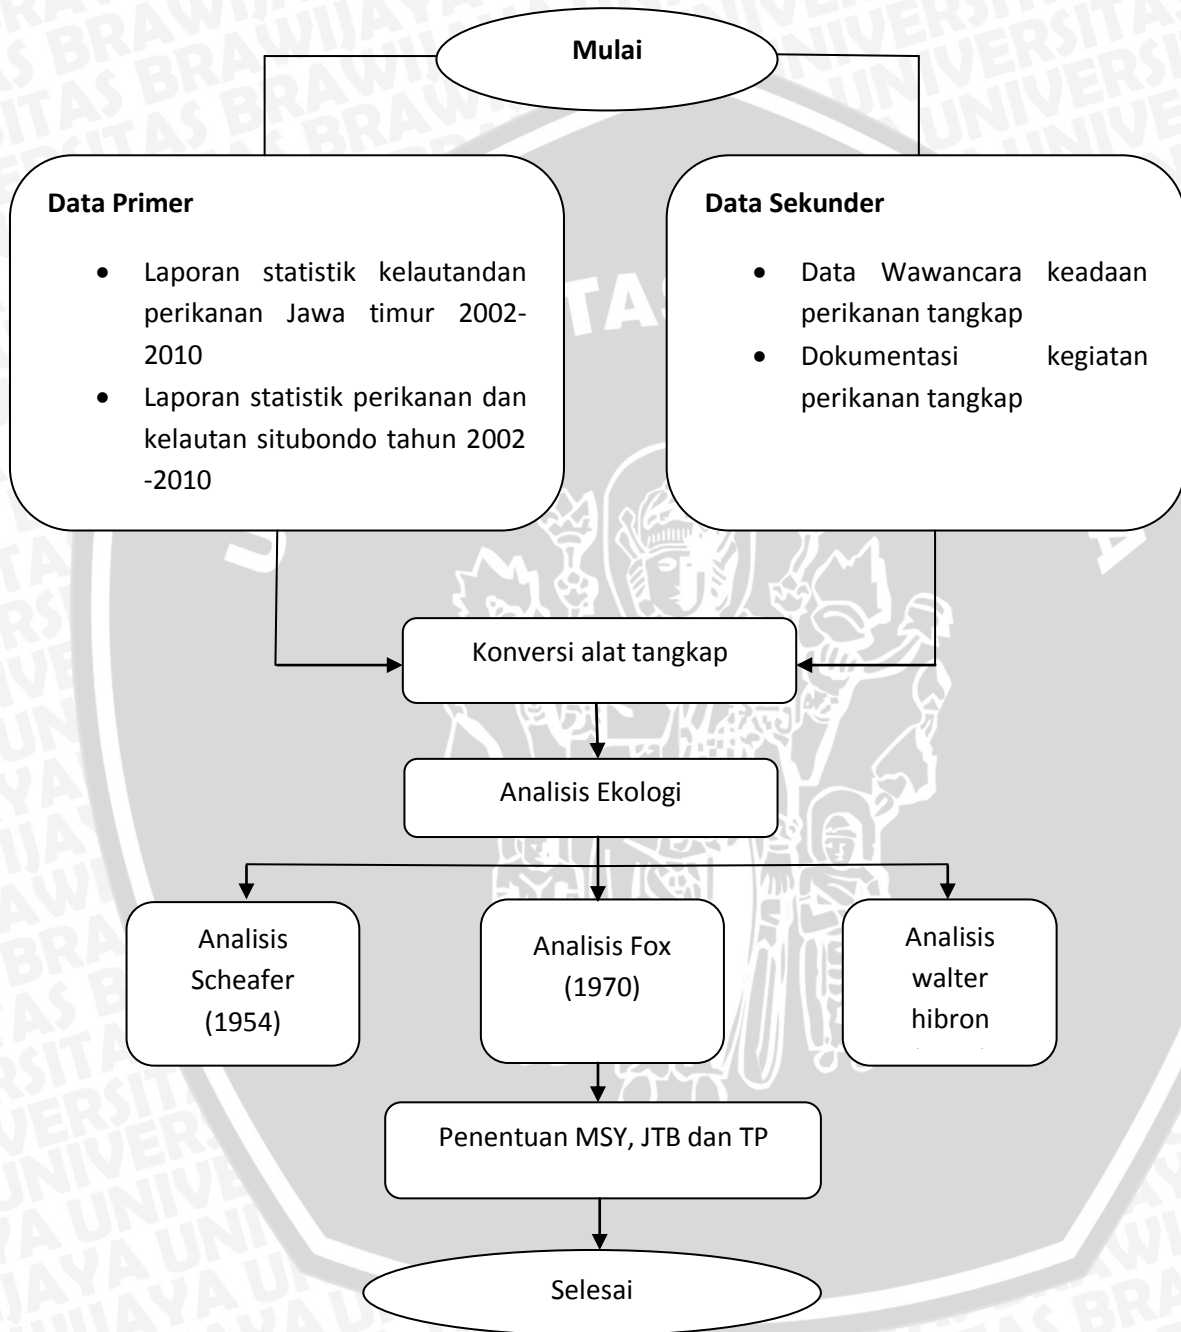 Mulai
Data Primer
• Laporan statistik kelautandan
perikanan Jawa timur 2002-
2010
• Laporan statistik perikanan dan
kelautan situbondo tahun 2002
-2010
Data Sekunder
• Data Wawancara keadaan
perikanan tangkap
• Dokumentasi kegiatan
perikanan tangkap
Konversi alat tangkap
Analisis Ekologi
Analisis
Scheafer
(1954)
Analisis Fox
(1970)
Analisis
walter
hibron
Penentuan MSY, JTB dan TP
Selesai